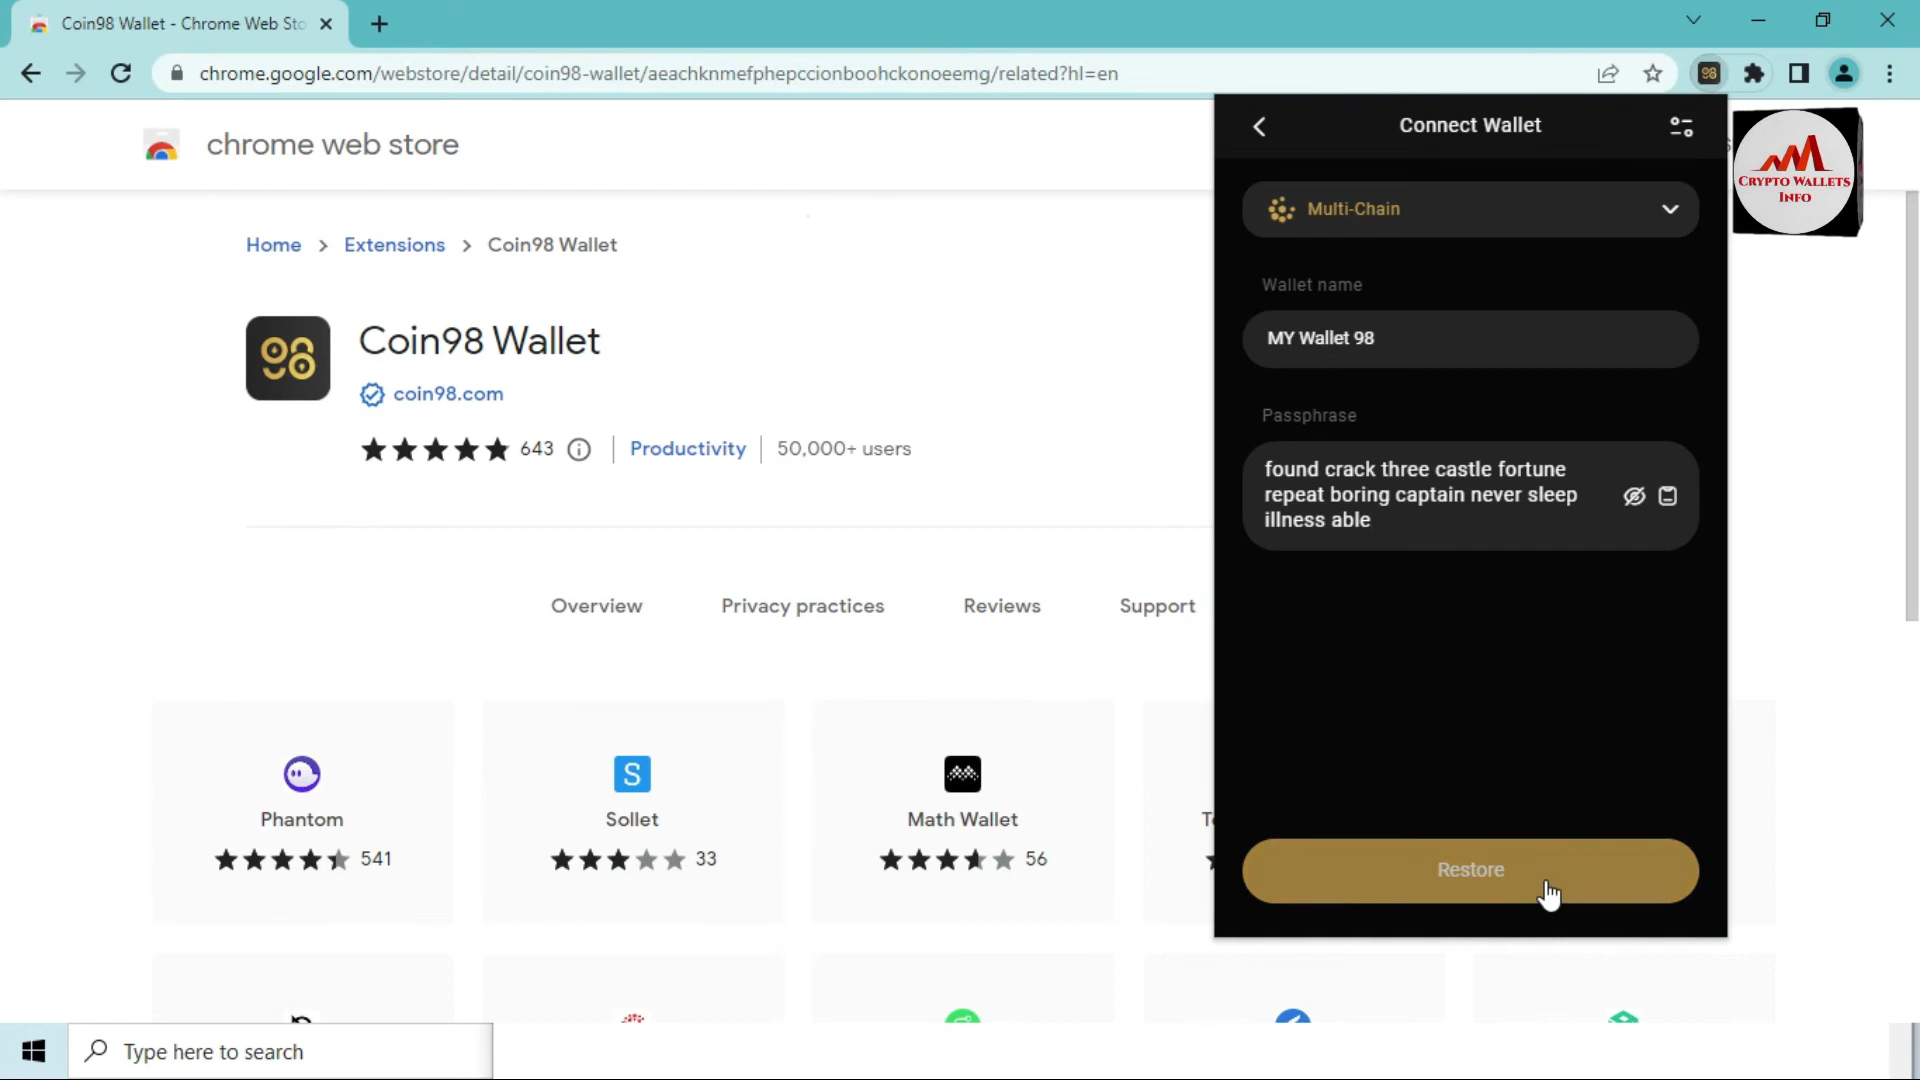 Coin98 Wallet - Chrome Web Sto
chrome.google.com/webstore/detail/coin98-wallet/aeachknmefphepccionboohckonoeemg/related?hl=en
98
chrome web store
Connect Wallet
CRYPTO WALLETS
INFO
Multi-Chain
Home > Extensions > Coin98 Wallet
Wallet name
98
Coin98 Wallet
MY Wallet 98
coin98.com
Passphrase
643 | Productivity | 50,000+ users
found crack three castle fortune
repeat boring captain never sleep
illness able
Overview Privacy practices Reviews Support
S
Phantom Sollet Math Wallet
541 33 56
Restore
Type here to search